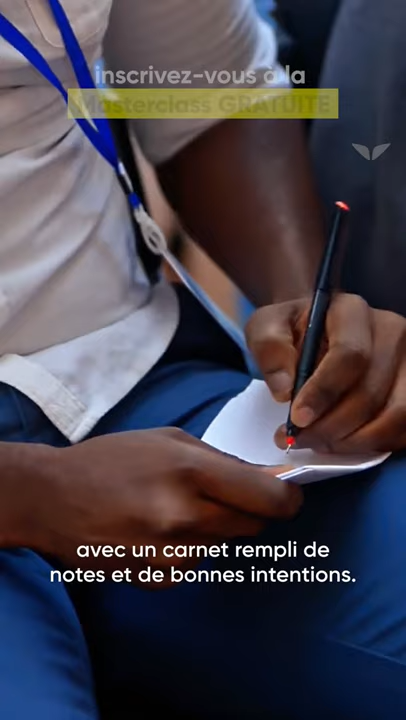 inscrivez-vous à la
Masterclass GRATUITE
avec un carnet rempli de
notes et de bonnes intentions.